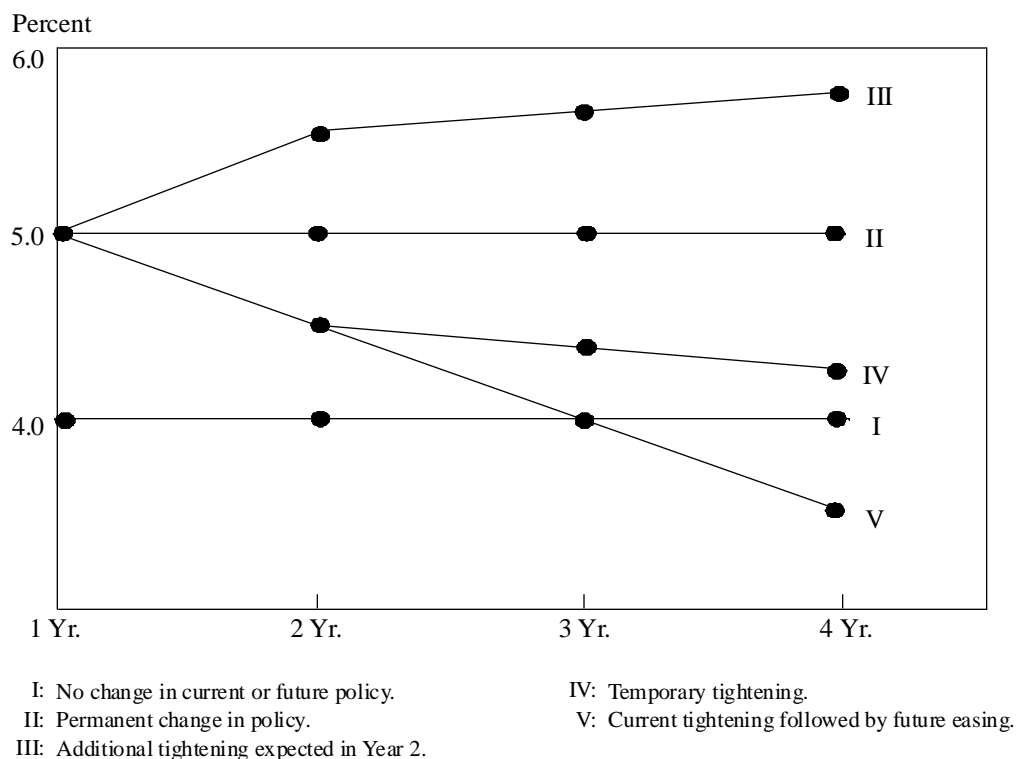 Percent
6.0
III
5.0
II
IV
4.0
I
V
1 Yr.
2 Yr.
3 Yr.
4 Yr.
I: No change in current or future policy.
II: Permanent change in policy.
III: Additional tightening expected in Year 2.
IV: Temporary tightening.
V: Current tightening followed by future easing.